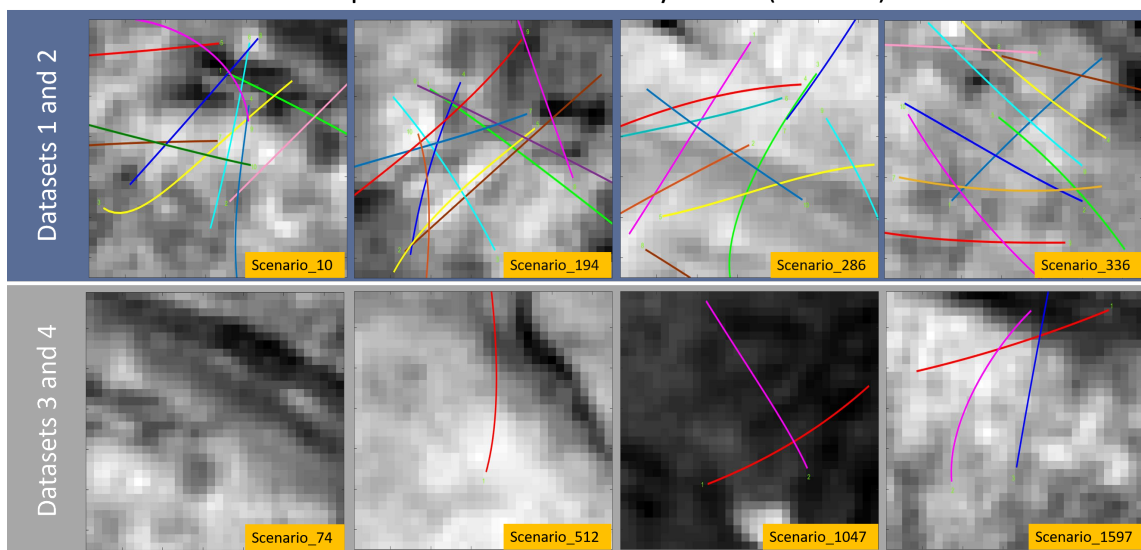 Datasets 1 and 2
Scenario_10
Scenario_194
Scenario_286
Scenario_336
Datasets 3 and 4
Scenario_74
Scenario_512
Scenario_1047
Scenario_1597